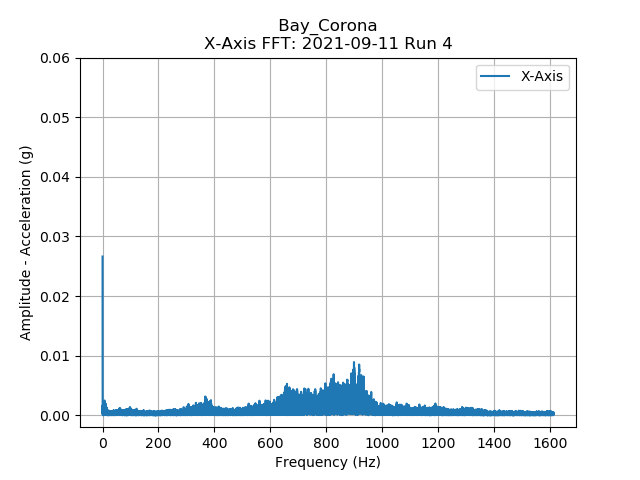 Bay_Corona
X-Axis FFT: 2021-09-11 Run 4
X-Axis
0.06
0.05
0.04
0.03
0.02
0.01
0.00
Amplitude - Acceleration (g)
0 200 400 600 800 1000 1200 1400 1600
Frequency (Hz)